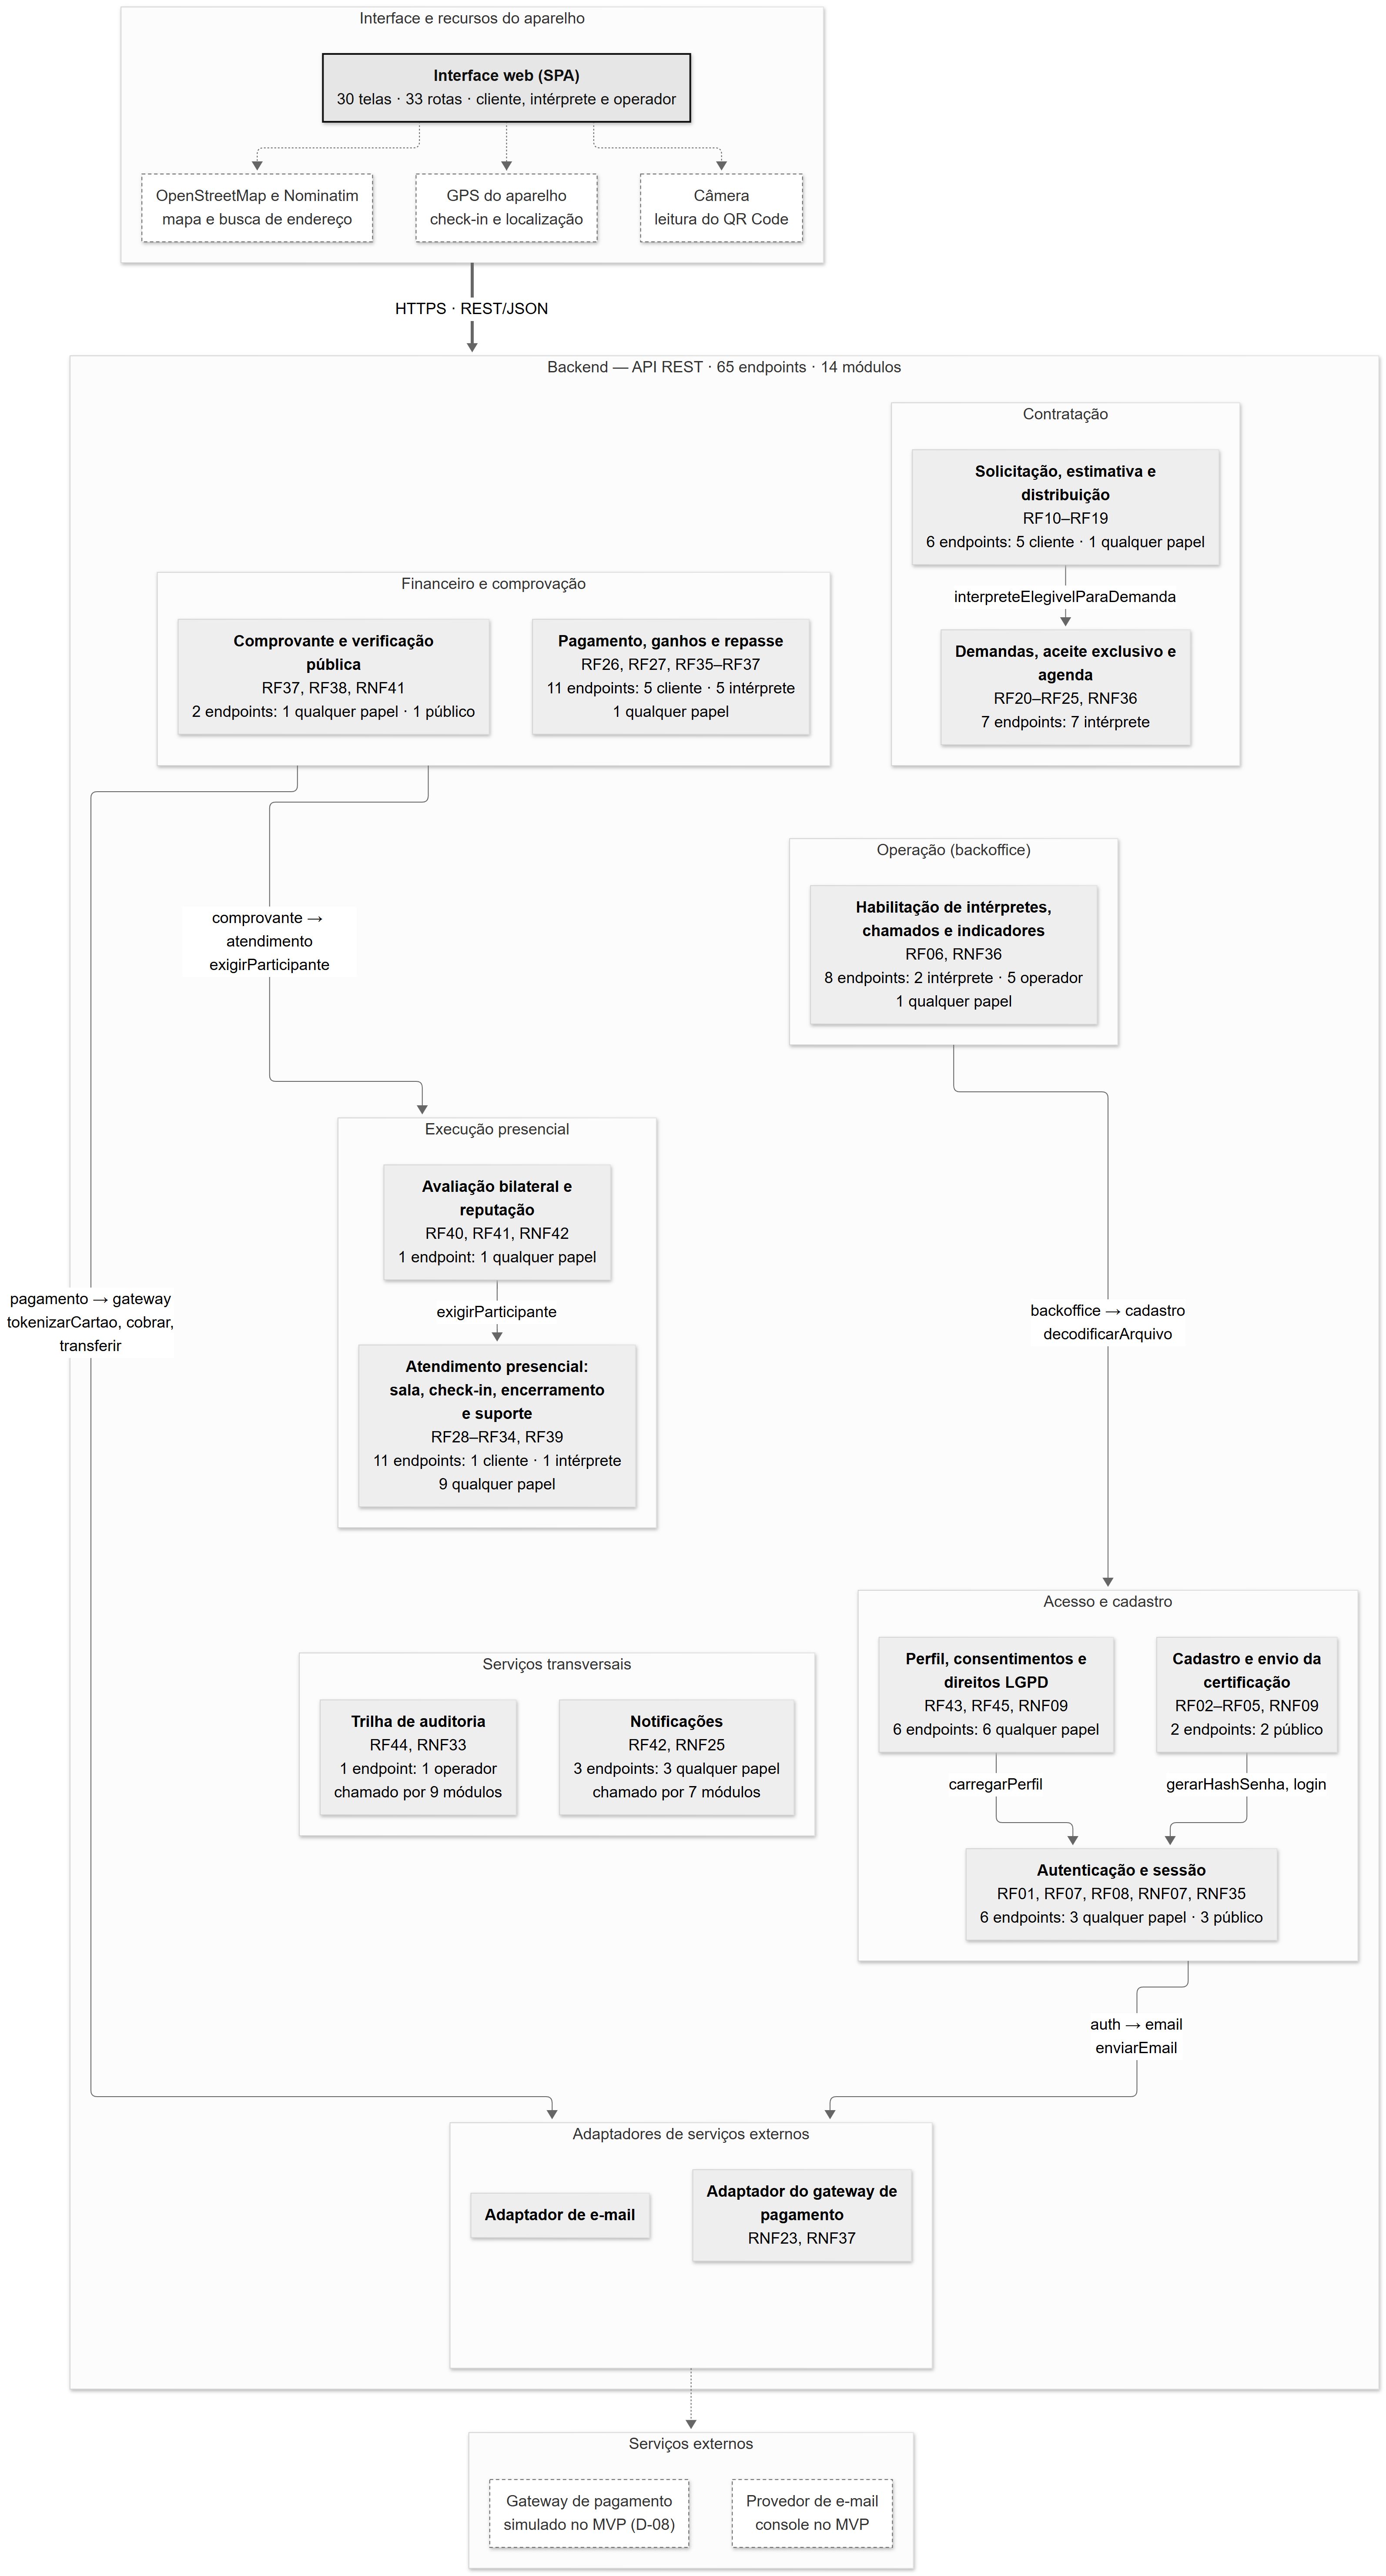 Interface e recursos do aparelho
Interface web (SPA)
30 telas · 33 rotas · cliente, intérprete e operador
OpenStreetMap e Nominatim
mapa e busca de endereço
GPS do aparelho
check-in e localização
Câmera
leitura do QR Code
HTTPS · REST/JSON
Backend — API REST · 65 endpoints · 14 módulos
Contratação
Solicitação, estimativa e
distribuição
RF10–RF19
6 endpoints: 5 cliente · 1 qualquer papel
interpreteElegivelParaDemanda
Demandas, aceite exclusivo e
agenda
RF20–RF25, RNF36
7 endpoints: 7 intérprete
Financeiro e comprovação
Comprovante e verificação
pública
RF37, RF38, RNF41
2 endpoints: 1 qualquer papel · 1 público
Pagamento, ganhos e repasse
RF26, RF27, RF35–RF37
11 endpoints: 5 cliente · 5 intérprete
1 qualquer papel
Operação (backoffice)
Habilitação de intérpretes,
chamados e indicadores
RF06, RNF36
8 endpoints: 2 intérprete · 5 operador
1 qualquer papel
comprovante →
atendimento
exigirParticipante
Execução presencial
Avaliação bilateral e
reputação
RF40, RF41, RNF42
1 endpoint: 1 qualquer papel
exigirParticipante
Atendimento presencial:
sala, check-in, encerramento
e suporte
RF28–RF34, RF39
11 endpoints: 1 cliente · 1 intérprete
9 qualquer papel
pagamento → gateway
tokenizarCartao, cobrar,
transferir
backoffice → cadastro
decodificarArquivo
Acesso e cadastro
Perfil, consentimentos e
direitos LGPD
RF43, RF45, RNF09
6 endpoints: 6 qualquer papel
Cadastro e envio da
certificação
RF02–RF05, RNF09
2 endpoints: 2 público
carregarPerfil
gerarHashSenha, login
Autenticação e sessão
RF01, RF07, RF08, RNF07, RNF35
6 endpoints: 3 qualquer papel · 3 público
Serviços transversais
Trilha de auditoria
RF44, RNF33
1 endpoint: 1 operador
chamado por 9 módulos
Notificações
RF42, RNF25
3 endpoints: 3 qualquer papel
chamado por 7 módulos
auth → email
enviarEmail
Adaptadores de serviços externos
Adaptador de e-mail
Adaptador do gateway de
pagamento
RNF23, RNF37
Serviços externos
Gateway de pagamento
simulado no MVP (D-08)
Provedor de e-mail
console no MVP